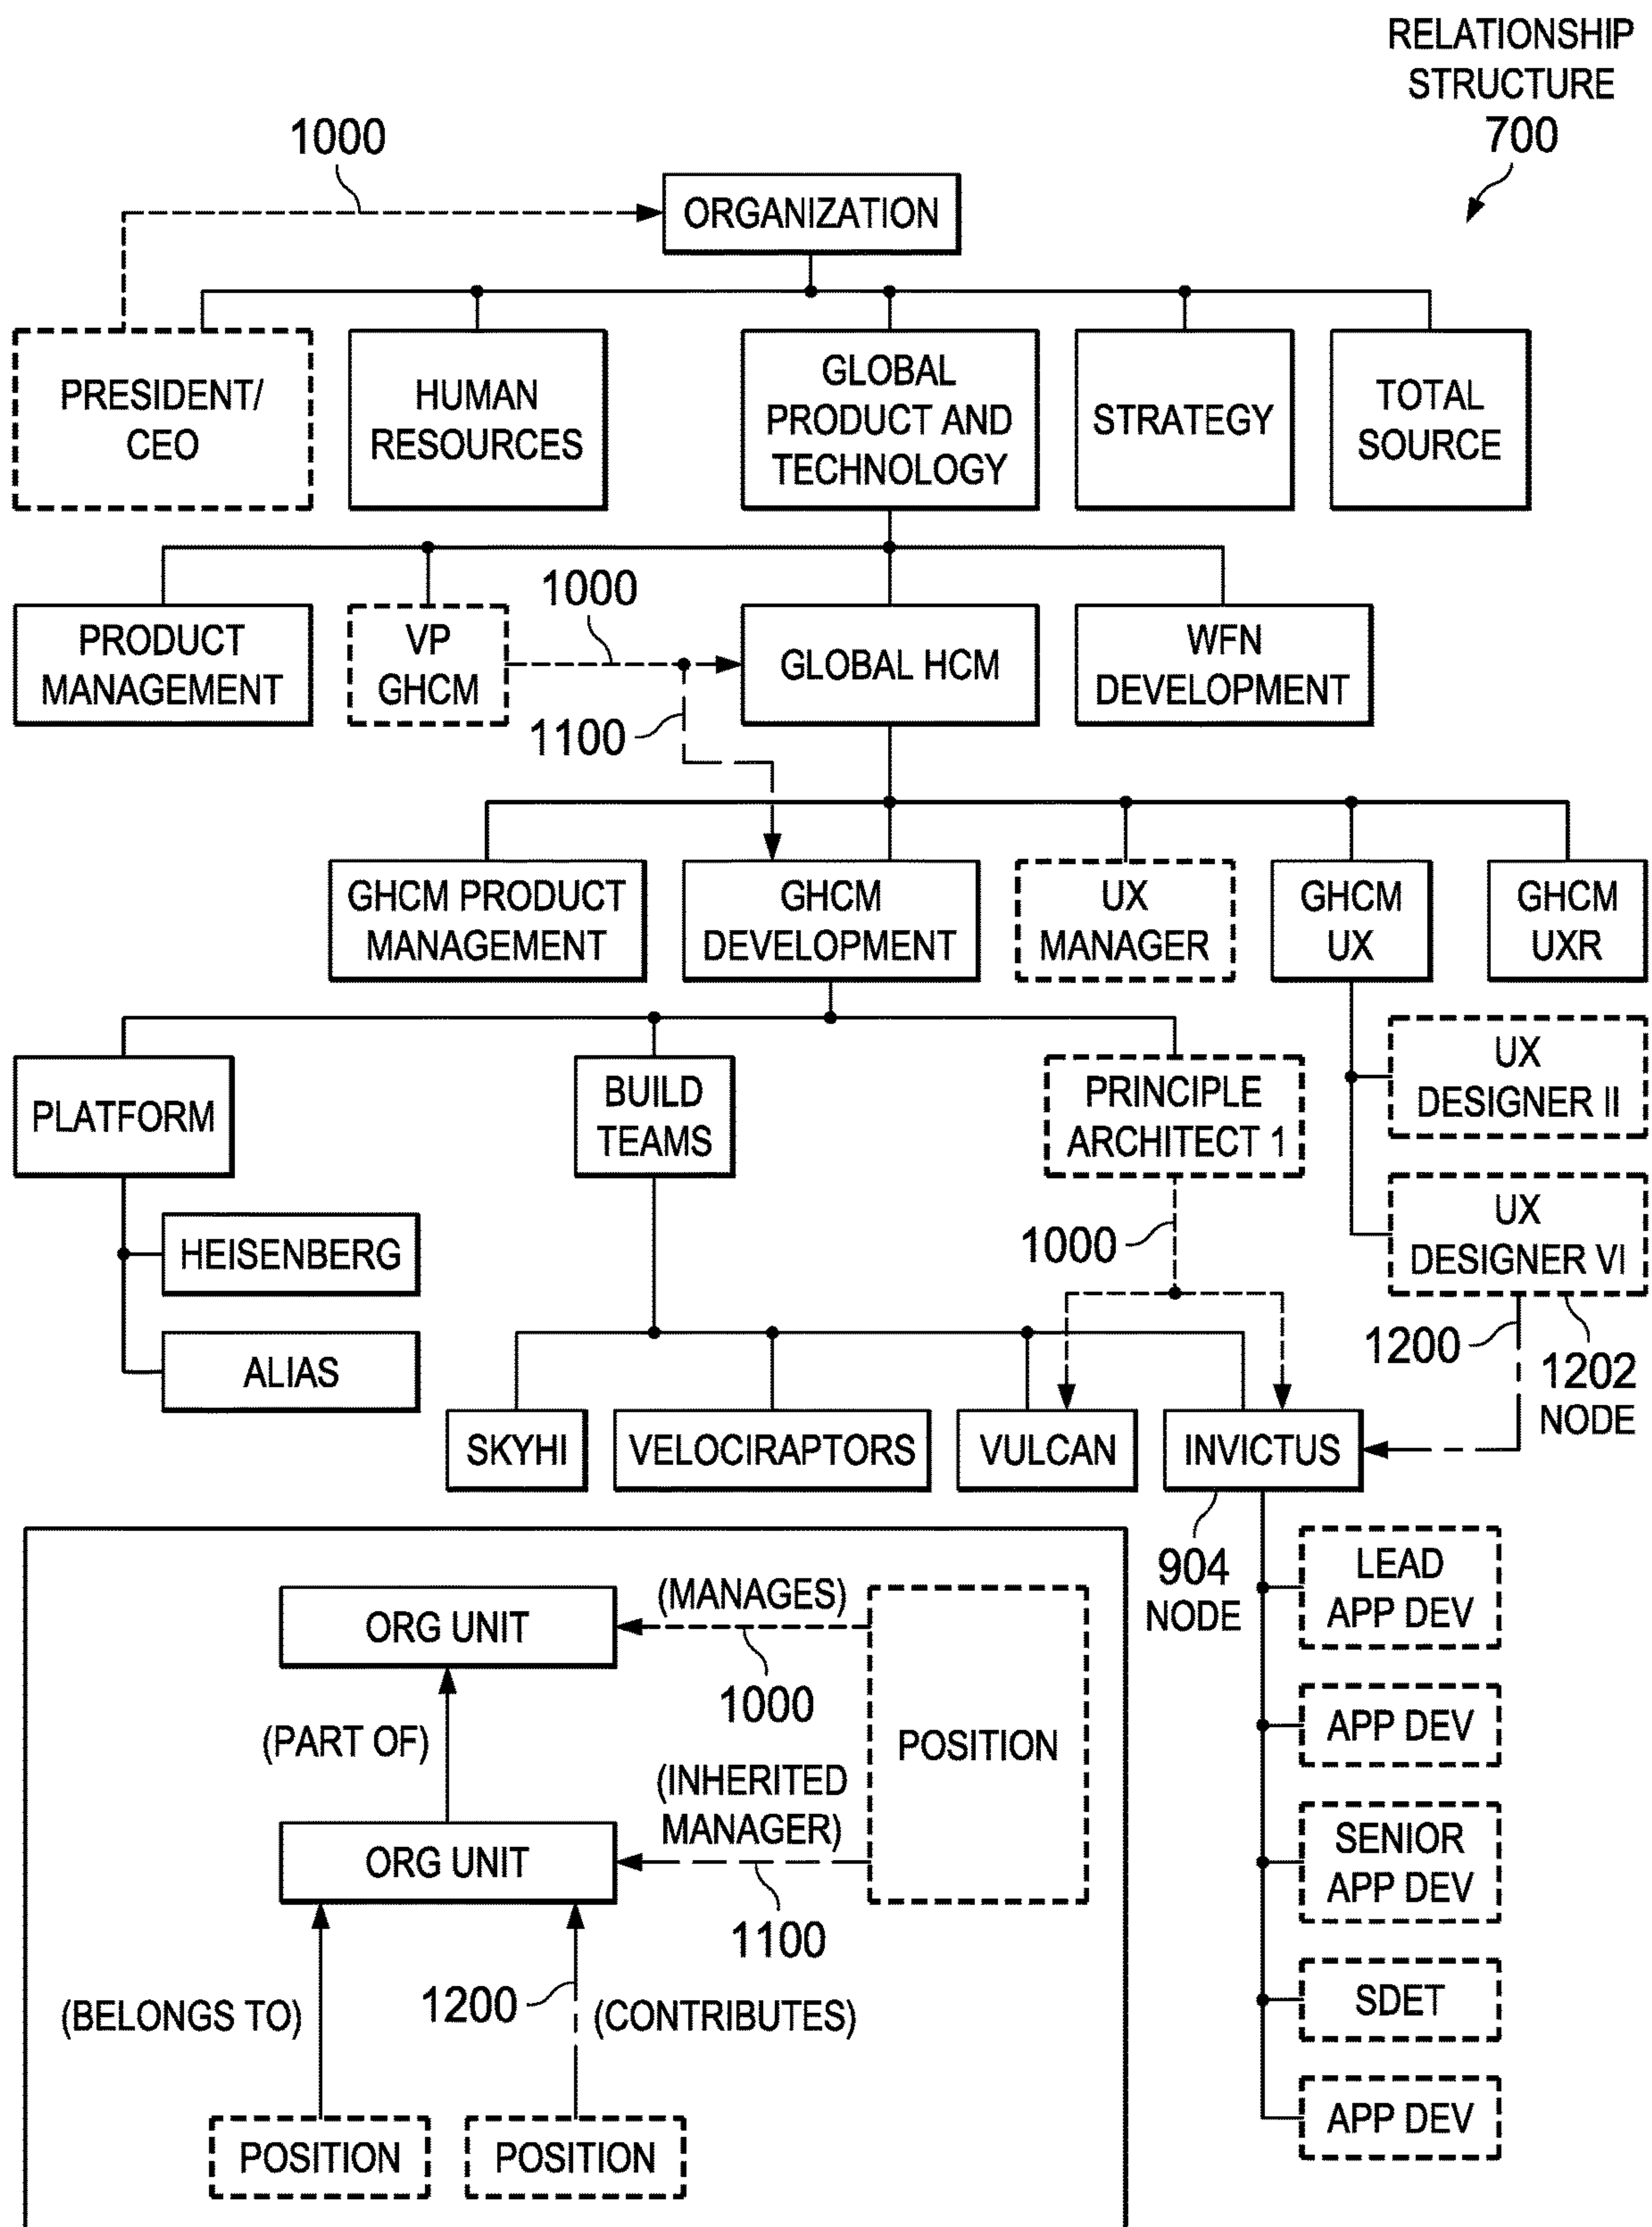 RELATIONSHIP
STRUCTURE
700
1000
ORGANIZATION
PRESIDENT/
CEO
HUMAN
RESOURCES
GLOBAL
PRODUCT AND
TECHNOLOGY
STRATEGY
TOTAL
SOURCE
PRODUCT
MANAGEMENT
VP
GHCM
1000
1100
GLOBAL HCM
WFN
DEVELOPMENT
GHCM PRODUCT
MANAGEMENT
GHCM
DEVELOPMENT
UX
MANAGER
GHCM
UX
GHCM
UXR
PLATFORM
BUILD
TEAMS
PRINCIPLE
ARCHITECT 1
UX
DESIGNER II
UX
DESIGNER VI
HEISENBERG
ALIAS
1000
1200
1202
NODE
SKYHI
VELOCIRAPTORS
VULCAN
INVICTUS
904
NODE
LEAD
APP DEV
APP DEV
SENIOR
APP DEV
SDET
APP DEV
ORG UNIT
(MANAGES)
1000
POSITION
(PART OF)
(INHERITED
MANAGER)
ORG UNIT
1100
(BELONGS TO)
1200
(CONTRIBUTES)
POSITION
POSITION